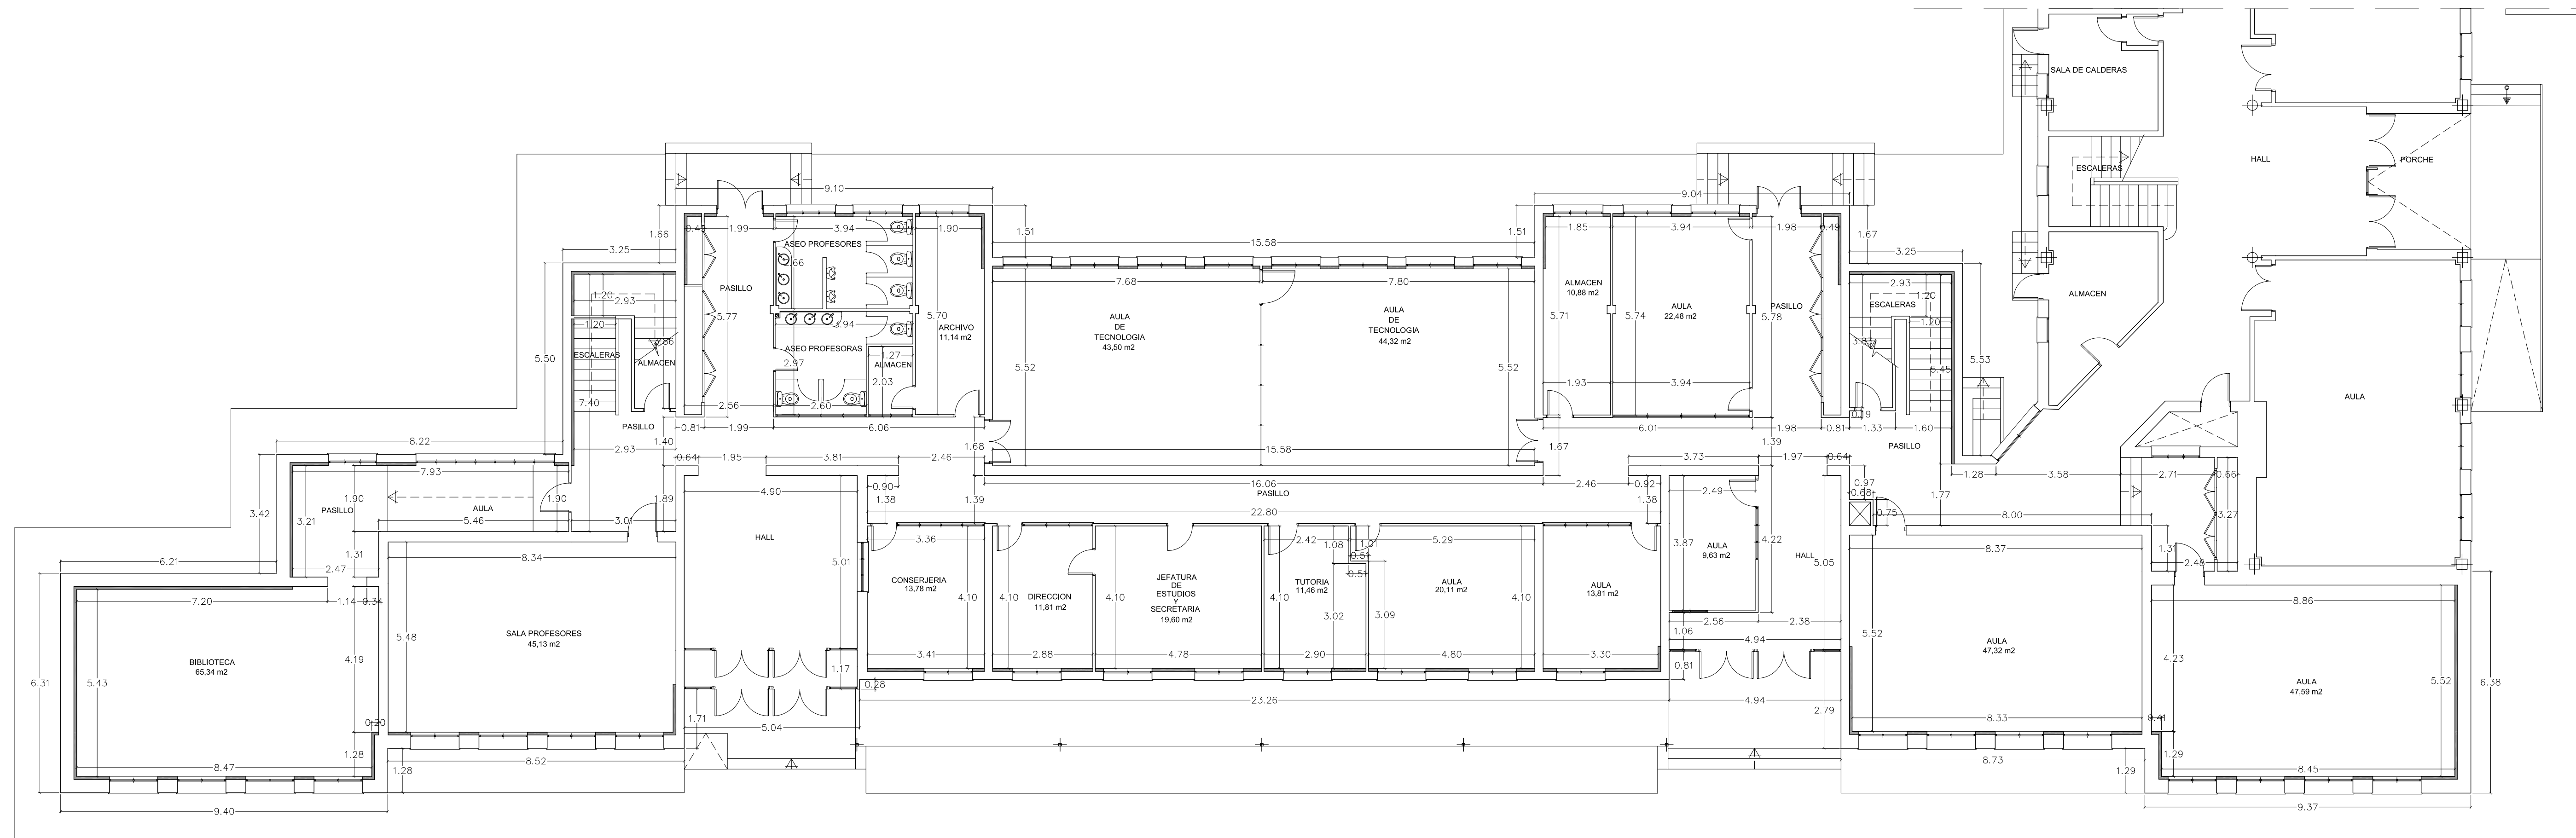 SALA DE CALDERAS
ESCALERAS
HALL
PORCHE
ALMACEN
AULA
9.10
9.04
1.66
0.49
1.99
3.94
1.90
1.51
15.58
1.51
1.85
3.94
1.98
0.49
1.67
ASEO PROFESORES
2.66
3.25
3.25
5.50
1.20
2.93
1.20
ESCALERAS
ALMACEN
7.40
PASILLO
2.93
PASILLO
5.77
3.94
ASEO PROFESORAS
2.97
1.27
ALMACEN
2.03
2.56
2.60
5.70
ARCHIVO
11,14 m2
7.68
AULA
DE
TECNOLOGIA
43,50 m2
5.52
7.80
AULA
DE
TECNOLOGIA
44,32 m2
5.52
ALMACEN
10,88 m2
5.71
1.93
5.74
AULA
22,48 m2
3.94
PASILLO
5.78
2.93
ESCALERAS
1.20
1.20
5.45
5.53
0.81
1.99
6.06
1.68
15.58
1.67
6.01
1.98
0.81
1.33
1.60
1.39
PASILLO
1.40
0.64
1.95
3.81
2.46
3.73
1.97
0.64
8.22
7.93
3.42
3.21
PASILLO
1.90
AULA
1.90
5.46
3.01
1.89
1.31
2.47
4.90
0.90
1.38
1.39
16.06
PASILLO
2.46
0.92
1.38
2.49
0.97
0.68
0.75
1.77
1.28
3.58
2.71
0.66
3.27
22.80
8.00
1.31
2.48
6.21
7.20
1.14
0.34
8.34
HALL
5.01
3.36
CONSERJERIA
13,78 m2
4.10
3.41
4.10
DIRECCION
11,81 m2
2.88
4.10
JEFATURA
DE
ESTUDIOS
Y
SECRETARIA
19,60 m2
4.78
2.42
1.08
1.01
0.51
0.51
TUTORIA
11,46 m2
4.10
3.02
2.90
5.29
AULA
20,11 m2
3.09
4.10
4.80
AULA
13,81 m2
3.30
3.87
AULA
9,63 m2
4.22
HALL
5.05
2.56
2.38
1.06
4.94
0.81
8.37
5.52
AULA
47,32 m2
8.33
8.86
4.23
AULA
47,59 m2
5.52
6.38
0.41
1.29
8.45
6.31
5.43
BIBLIOTECA
65,34 m2
4.19
0.20
1.28
8.47
5.48
SALA PROFESORES
45,13 m2
1.28
8.52
1.17
0.28
1.71
5.04
23.26
4.94
2.79
8.73
1.29
9.40
9.37